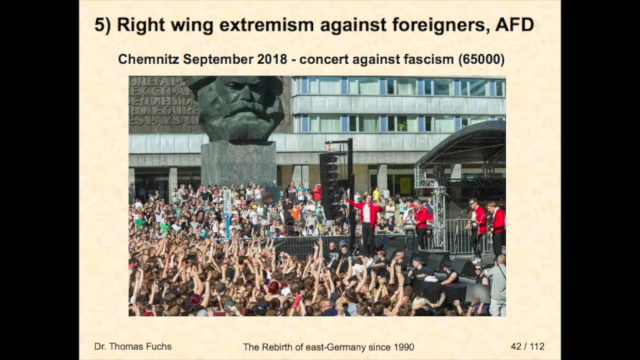 5) Right wing extremism against foreigners, AFD
Chemnitz September 2018 - concert against fascism (65000)
Dr. Thomas Fuchs
The Rebirth of east-Germany since 1990
42 / 112